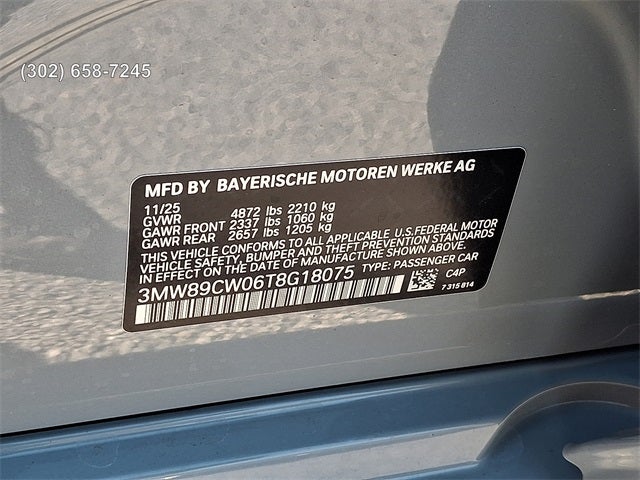 (302) 658-7245
MFD BY BAYERISCHE MOTOREN WERKE AG
11/25
GVWR 4872 lbs 2210 kg
GAWR FRONT 2337 lbs 1060 kg
GAWR REAR 2657 lbs 1205 kg
THIS VEHICLE CONFORMS TO ALL APPLICABLE U.S.FEDERAL MOTOR
VEHICLE SAFETY, BUMPER AND THEFT PREVENTION STANDARDS
IN EFFECT ON THE DATE OF MANUFACTURE SHOWN ABOVE.
3MW89CW06T8G18075 TYPE: PASSENGER CAR
C4P
7 315 814